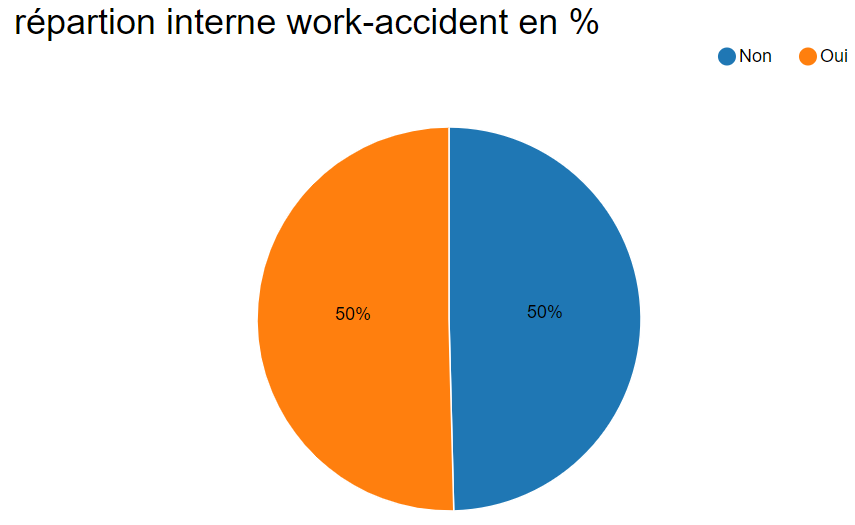 répartion interne work-accident en %
Non Oui
50% 50%